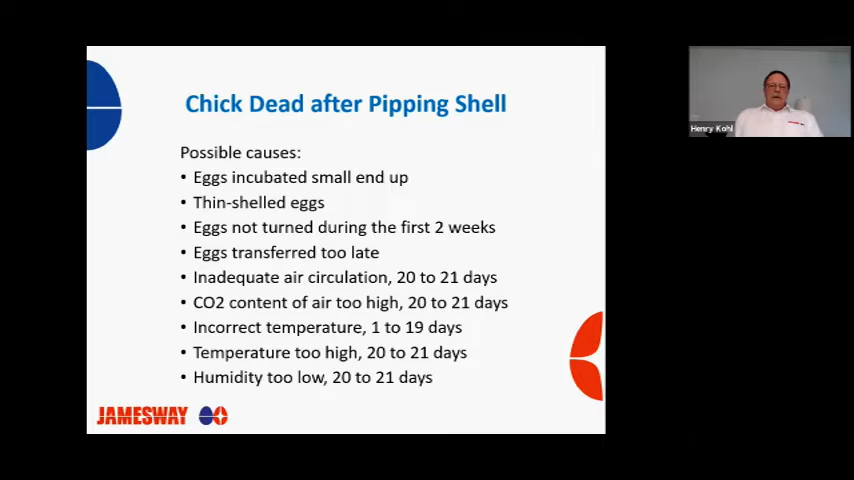 Chick Dead after Pipping Shell
Possible causes:
• Eggs incubated small end up
• Thin-shelled eggs
• Eggs not turned during the first 2 weeks
• Eggs transferred too late
• Inadequate air circulation, 20 to 21 days
• CO2 content of air too high, 20 to 21 days
• Incorrect temperature, 1 to 19 days
• Temperature too high, 20 to 21 days
• Humidity too low, 20 to 21 days
JAMESWAY
Henry Kohl